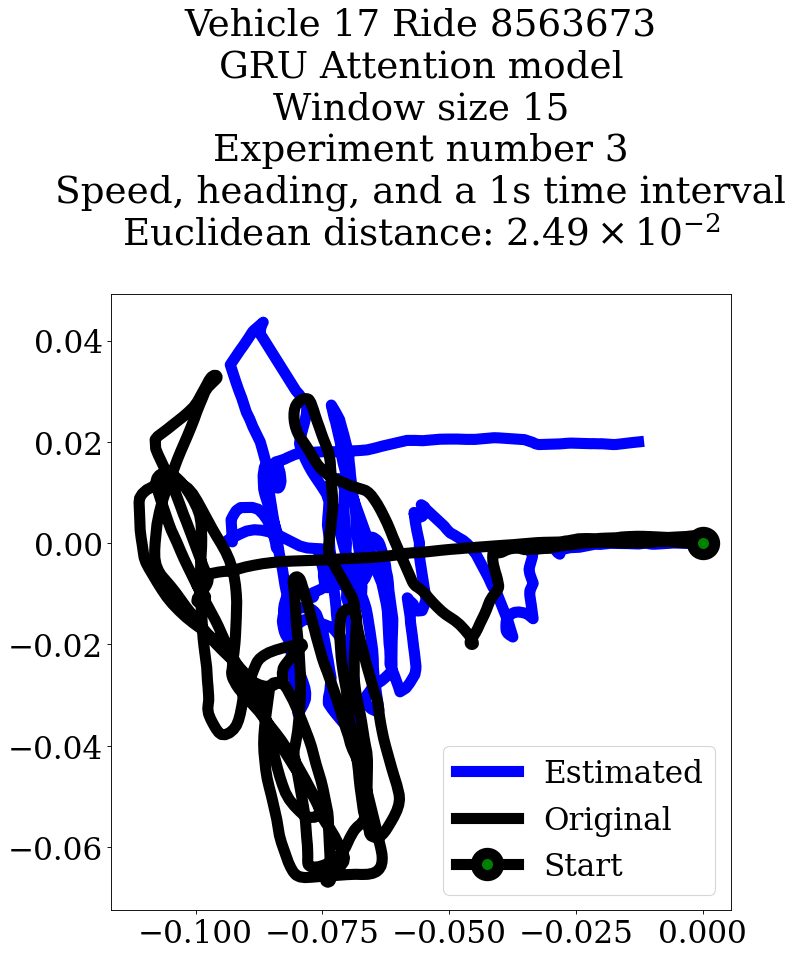 Vehicle 17 Ride 8563673
GRU Attention model
Window size 15
Experiment number 3
Speed, heading, and a 1s time interval
Euclidean distance: 2.49 × 10⁻²
0.04
0.02
0.00
−0.02
−0.04
−0.06
Estimated
Original
Start
−0.100 −0.075 −0.050 −0.025 0.000